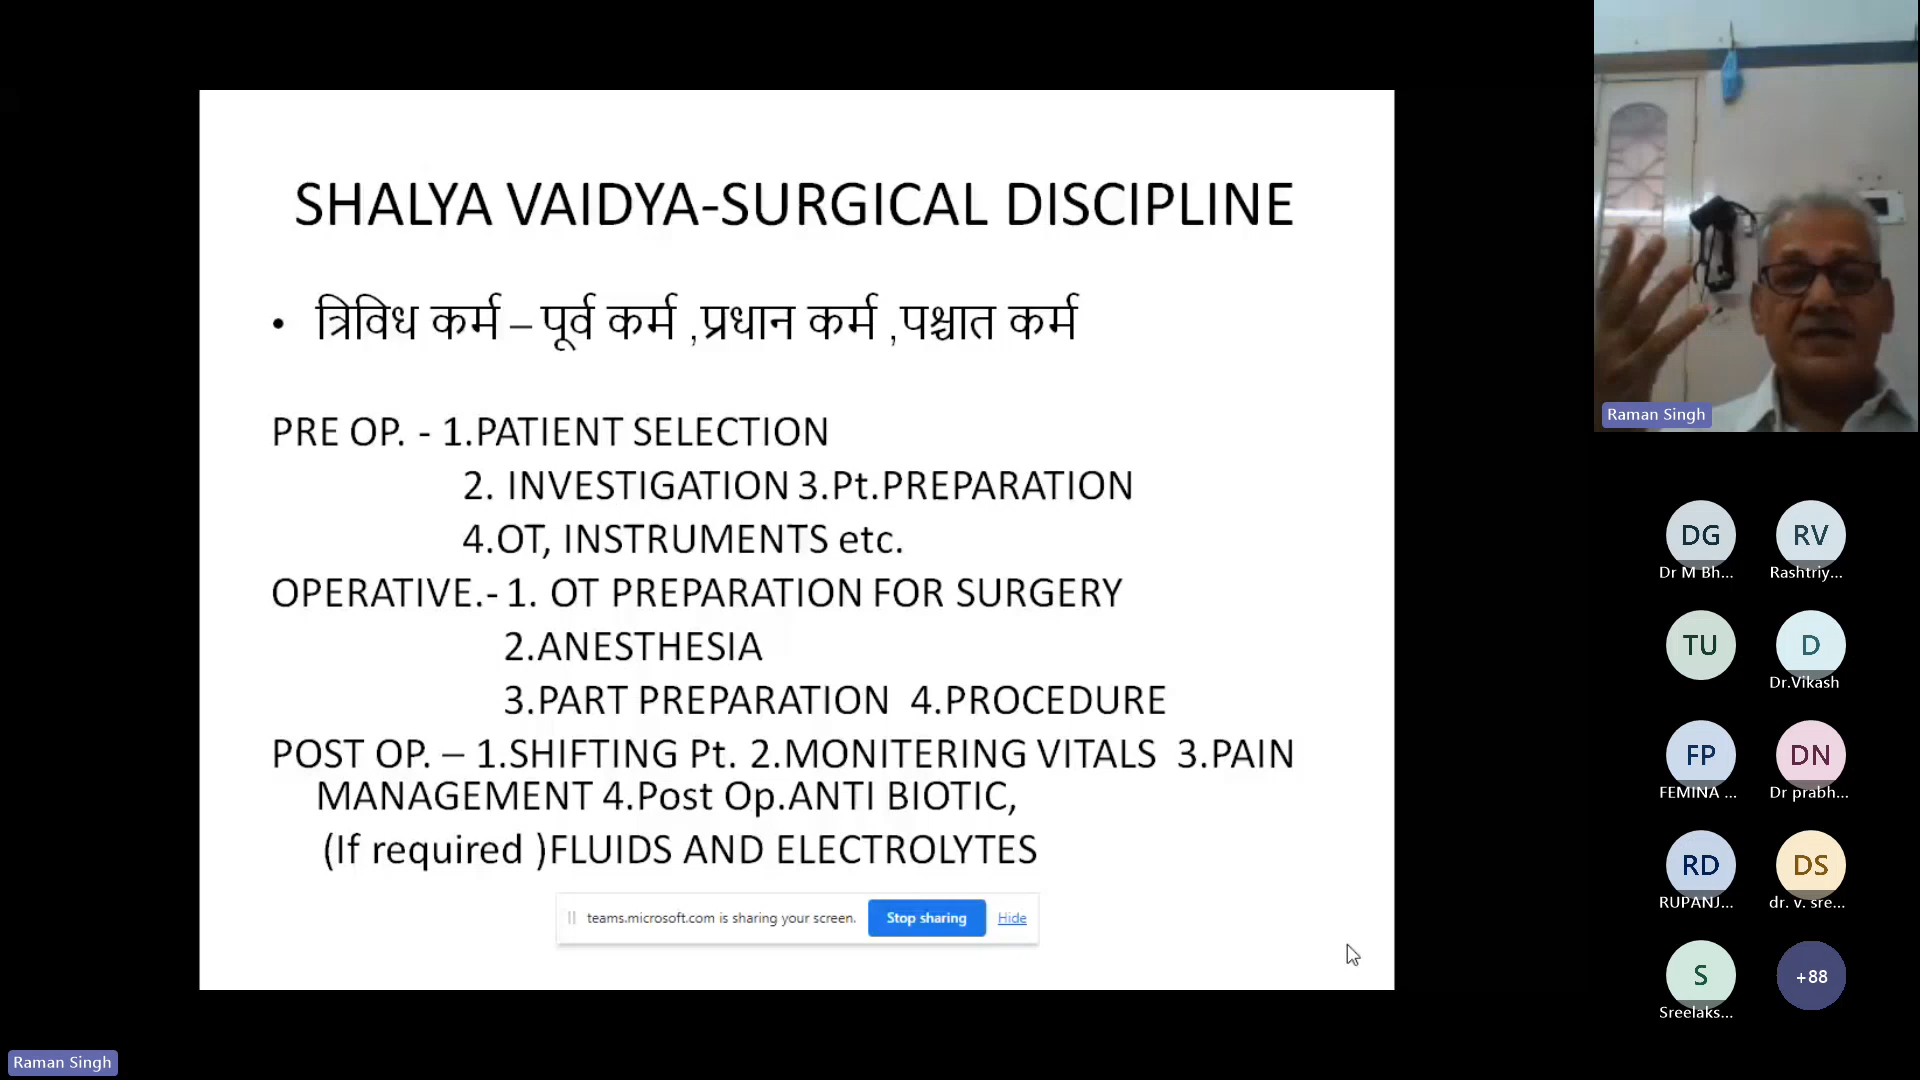 SHALYA VAIDYA-SURGICAL DISCIPLINE
• त्रिविध कर्म – पूर्व कर्म ,प्रधान कर्म ,पश्चात कर्म
PRE OP. - 1.PATIENT SELECTION
2. INVESTIGATION 3.Pt.PREPARATION
4.OT, INSTRUMENTS etc.
OPERATIVE.- 1. OT PREPARATION FOR SURGERY
2.ANESTHESIA
3.PART PREPARATION 4.PROCEDURE
POST OP. – 1.SHIFTING Pt. 2.MONITERING VITALS 3.PAIN
MANAGEMENT 4.Post Op.ANTI BIOTIC,
(If required )FLUIDS AND ELECTROLYTES
teams.microsoft.com is sharing your screen. Stop sharing Hide
Raman Singh
DG RV
Dr M Bh... Rashtriy...
TU D
Dr.Vikash
FP DN
FEMINA ... Dr prabh...
RD DS
RUPANJ... dr. v. sre...
S +88
Sreelaks...
Raman Singh